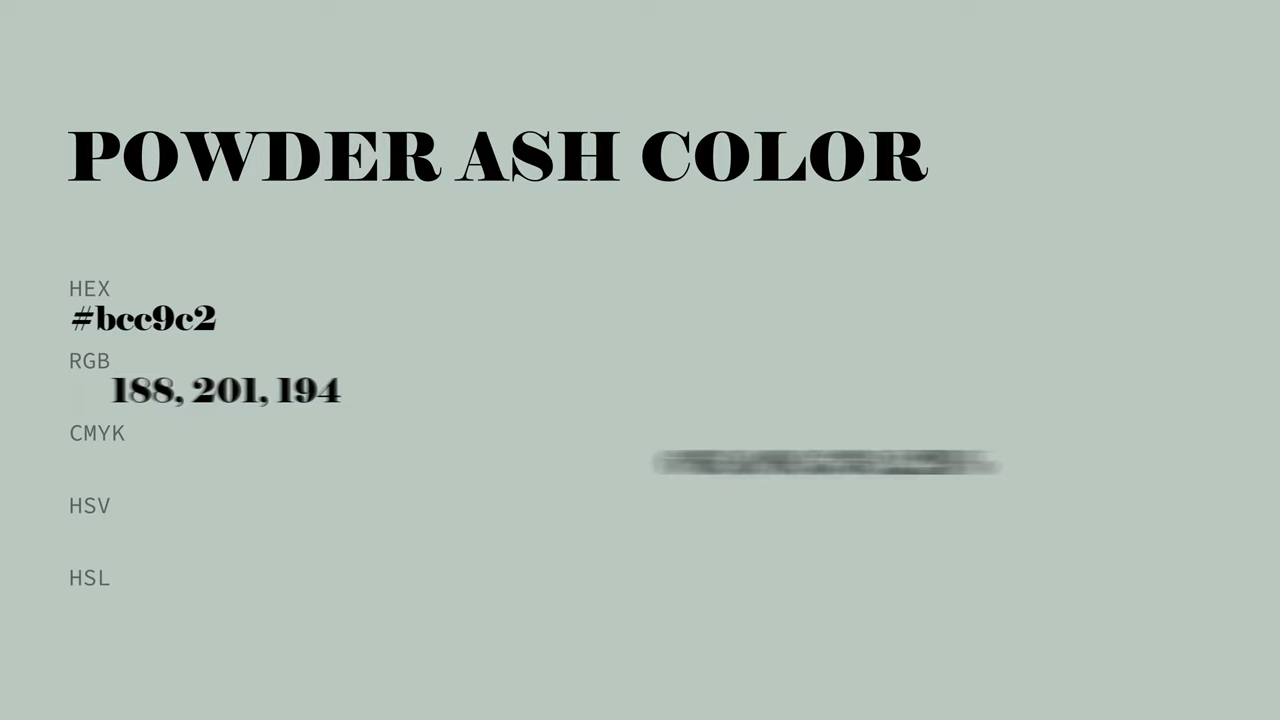 POWDER ASH COLOR
HEX
#bcc9c2
RGB
188, 201, 194
CMYK
HSV
HSL